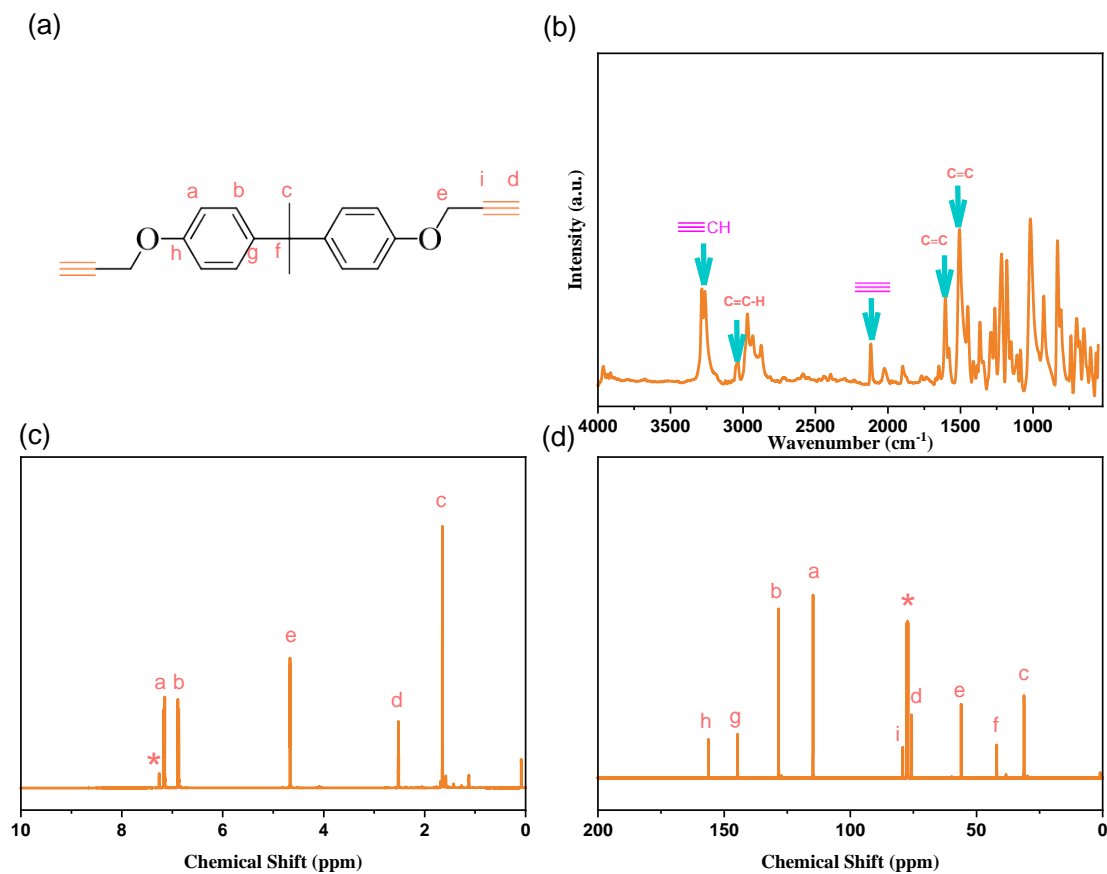 (a)
a b c e i d
O
h g f O
(b)
Intensity (a.u.)
CH
C=C-H
C=C
C=C
4000 3500 3000 2500 2000 1500 1000
Wavenumber (cm⁻¹)
(c)
* a b e d c
10 8 6 4 2 0
Chemical Shift (ppm)
(d)
h g b a i * d e f c
200 150 100 50 0
Chemical Shift (ppm)